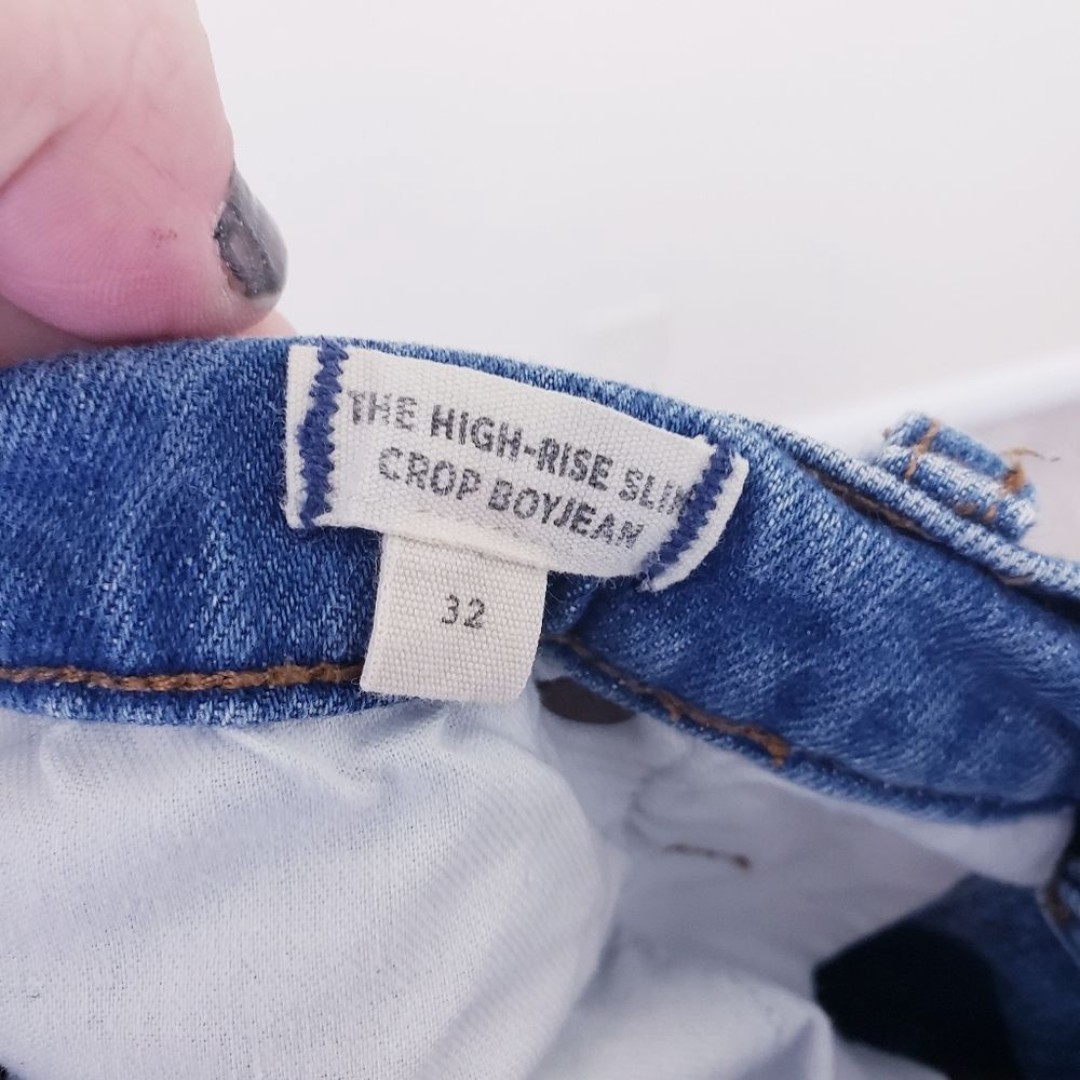 THE HIGH-RISE SLIM
CROP BOYJEAN
32